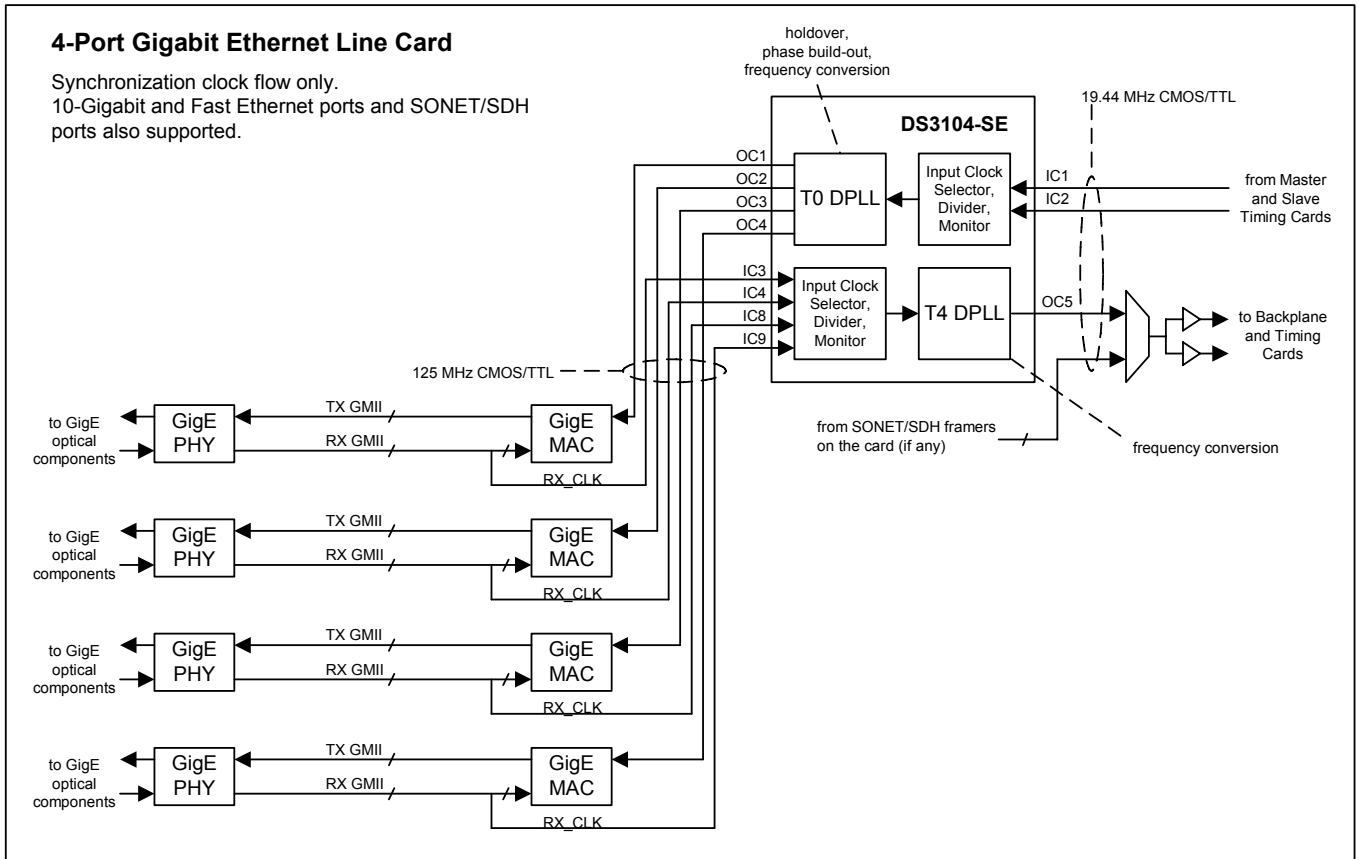 4-Port Gigabit Ethernet Line Card
Synchronization clock flow only.
10-Gigabit and Fast Ethernet ports and SONET/SDH
ports also supported.
holdover,
phase build-out,
frequency conversion
19.44 MHz CMOS/TTL
DS3104-SE
OC1
OC2
OC3
OC4
T0 DPLL
Input Clock
Selector,
Divider,
Monitor
IC1
IC2
from Master
and Slave
Timing Cards
IC3
IC4
IC8
IC9
Input Clock
Selector,
Divider,
Monitor
T4 DPLL
OC5
to Backplane
and Timing
Cards
125 MHz CMOS/TTL
from SONET/SDH framers
on the card (if any)
frequency conversion
to GigE
optical
components
GigE
PHY
TX GMII
RX GMII
GigE
MAC
RX_CLK
to GigE
optical
components
GigE
PHY
TX GMII
RX GMII
GigE
MAC
RX_CLK
to GigE
optical
components
GigE
PHY
TX GMII
RX GMII
GigE
MAC
RX_CLK
to GigE
optical
components
GigE
PHY
TX GMII
RX GMII
GigE
MAC
RX_CLK